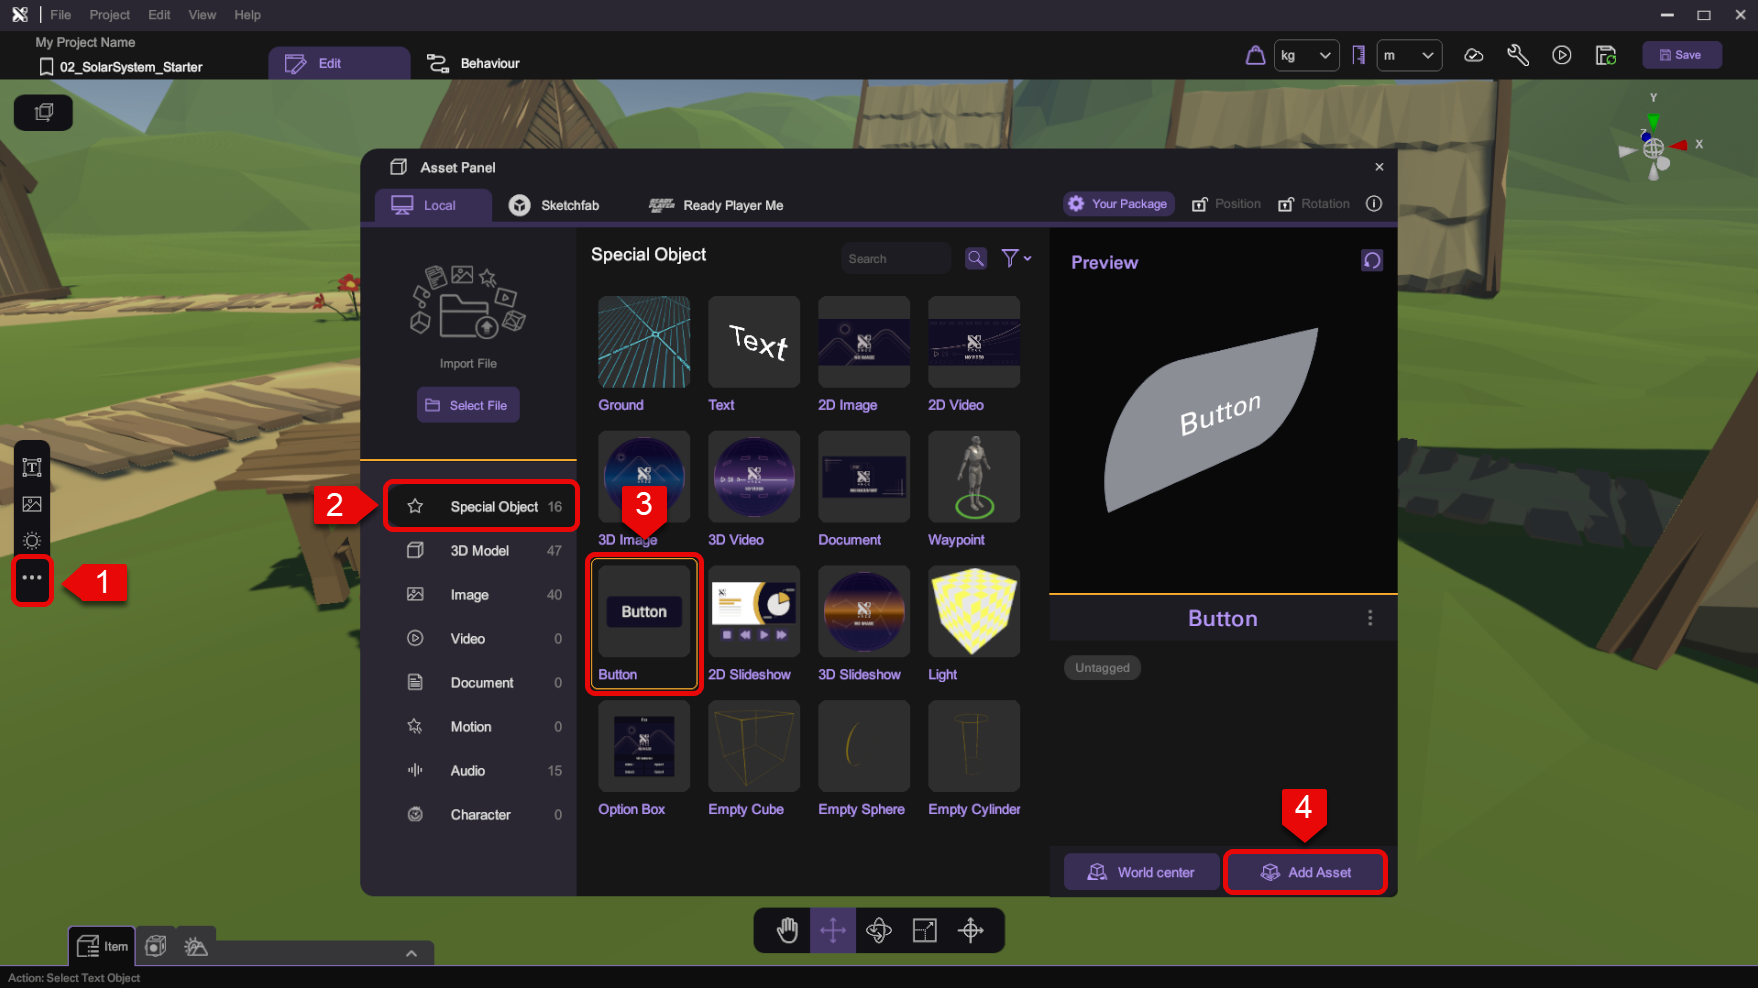 File Project Edit View Help
My Project Name
02_SolarSystem_Starter
Edit
Behaviour
kg
m
Save
Y
Z
X
Asset Panel
Local
Sketchfab
READY PLAYER ME
Ready Player Me
Your Package
Position
Rotation
Import File
Select File
Special Object
Search
Preview
Text
Ground
Text
2D Image
2D Video
Button
2
Special Object 16
3D Model 47
Image 40
Video 0
Document 0
Motion 0
Audio 15
Character 0
1
3
3D Image
3D Video
Document
Waypoint
Button
Button
2D Slideshow
3D Slideshow
Light
Option Box
Empty Cube
Empty Sphere
Empty Cylinder
Button
Untagged
4
World center
Add Asset
Item
Action: Select Text Object